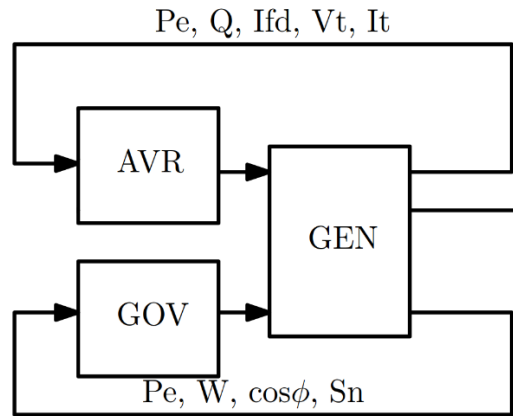 Pe, Q, Ifd, Vt, It
AVR
GEN
GOV
Pe, W, cosϕ, Sn